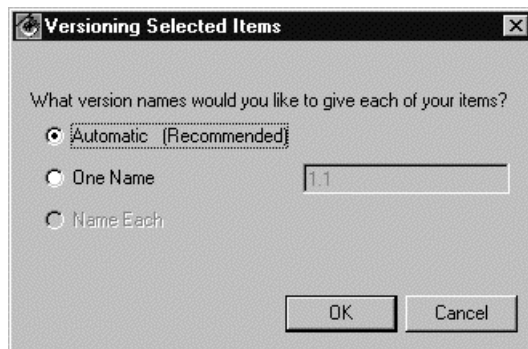 Versioning Selected Items
What version names would you like to give each of your items?
Automatic (Recommended)
One Name 1.1
Name Each
OK Cancel